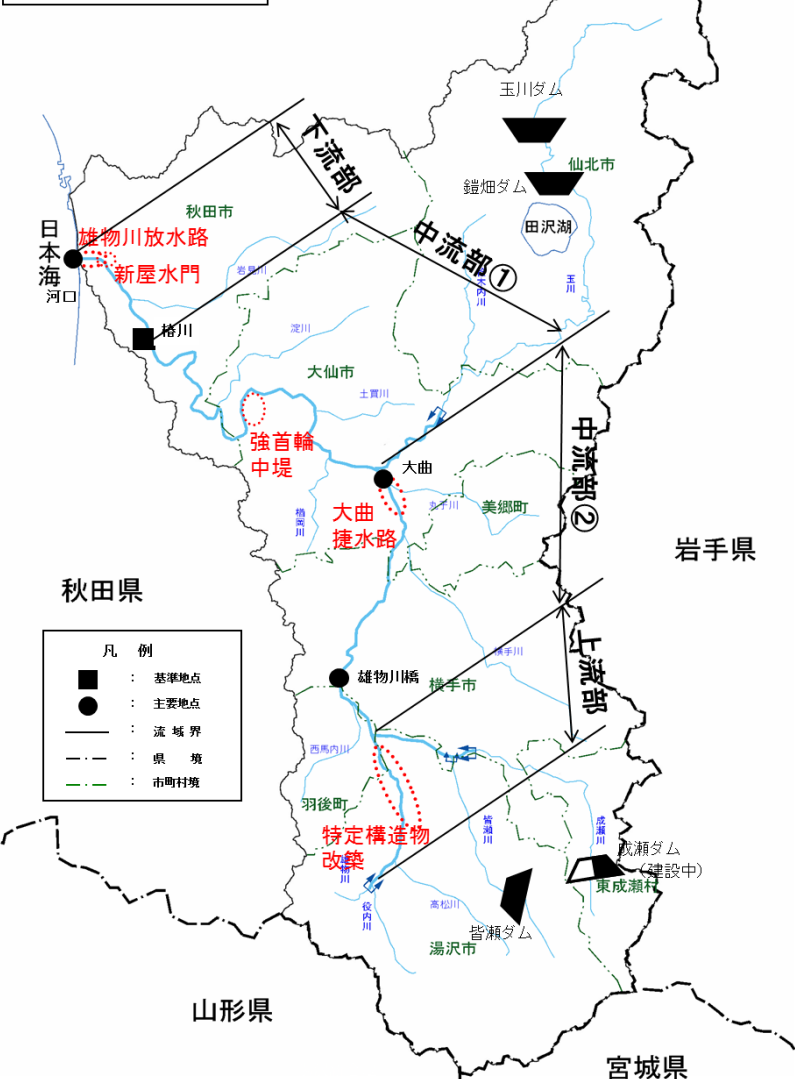 玉川ダム
仙北市
鎧畑ダム
田沢湖
玉川
下流部
秋田市
中流部①
日本海
雄物川放水路
新屋水門
河口
岩見川
椿川
淀川
大仙市
土買川
強首輪
中堤
大曲
中流部②
大曲
捷水路
丸子川
美郷町
楢岡川
岩手県
秋田県
凡 例
： 基準地点
： 主要地点
： 流域界
： 県 境
： 市町村境
横手川
上流部
雄物川橋
横手市
西馬内川
羽後町
特定構造物
改築
皆瀬川
成瀬川
成瀬ダム
（建設中）
東成瀬村
役内川
高松川
皆瀬ダム
湯沢市
山形県
宮城県